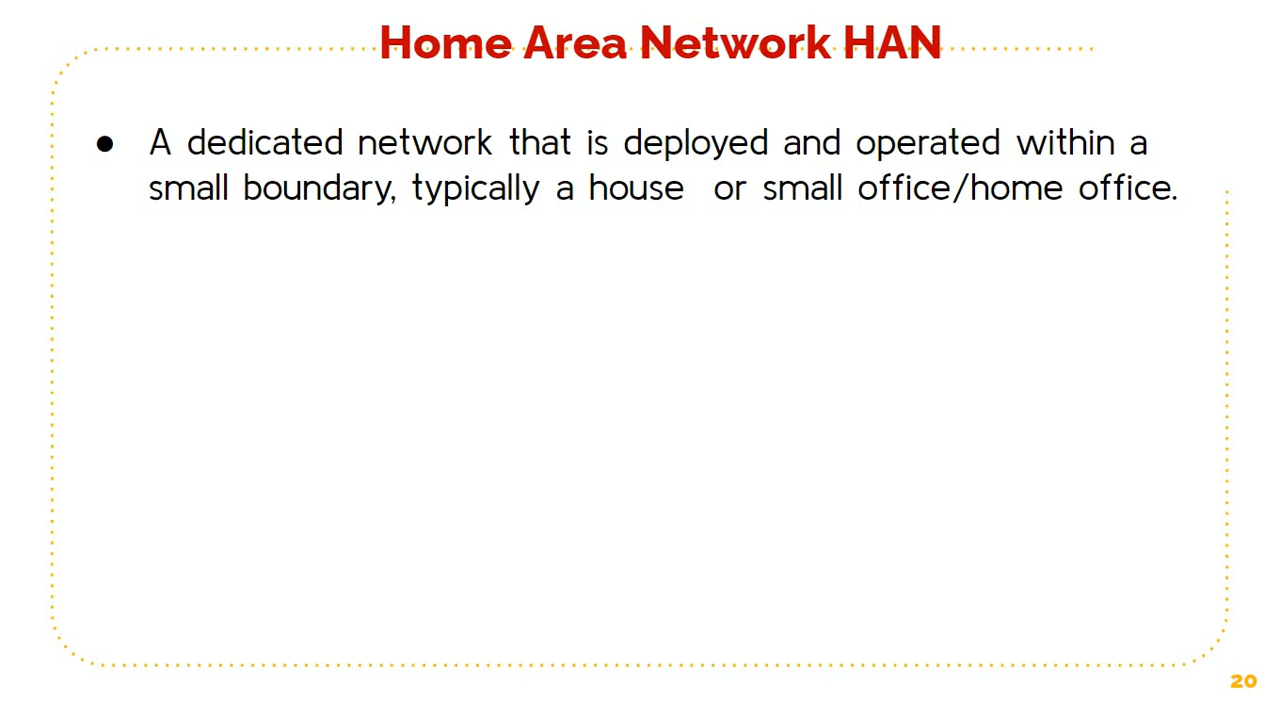 Home Area Network HAN
● A dedicated network that is deployed and operated within a
small boundary, typically a house or small office/home office.
20